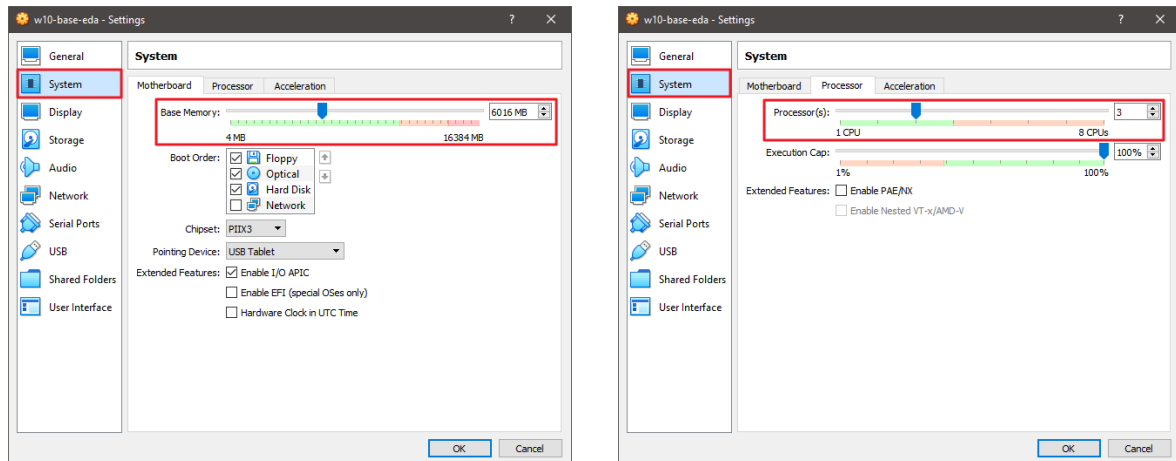 w10-base-eda - Settings
?
General
System
Display
Storage
Audio
Network
Serial Ports
USB
Shared Folders
User Interface
System
Motherboard Processor Acceleration
Base Memory: 6016 MB
4 MB 16384 MB
Boot Order: Floppy
Optical
Hard Disk
Network
Chipset: PIIX3
Pointing Device: USB Tablet
Extended Features: Enable I/O APIC
Enable EFI (special OSes only)
Hardware Clock in UTC Time
OK Cancel
w10-base-eda - Settings
?
General
System
Display
Storage
Audio
Network
Serial Ports
USB
Shared Folders
User Interface
System
Motherboard Processor Acceleration
Processor(s): 3
1 CPU 8 CPUs
Execution Cap: 100%
1% 100%
Extended Features: Enable PAE/NX
Enable Nested VT-x/AMD-V
OK Cancel